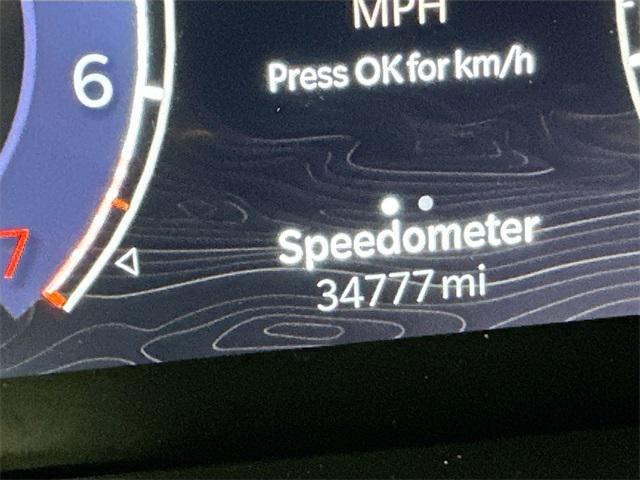 MPH
Press OK for km/h
6
7
Speedometer
34777 mi